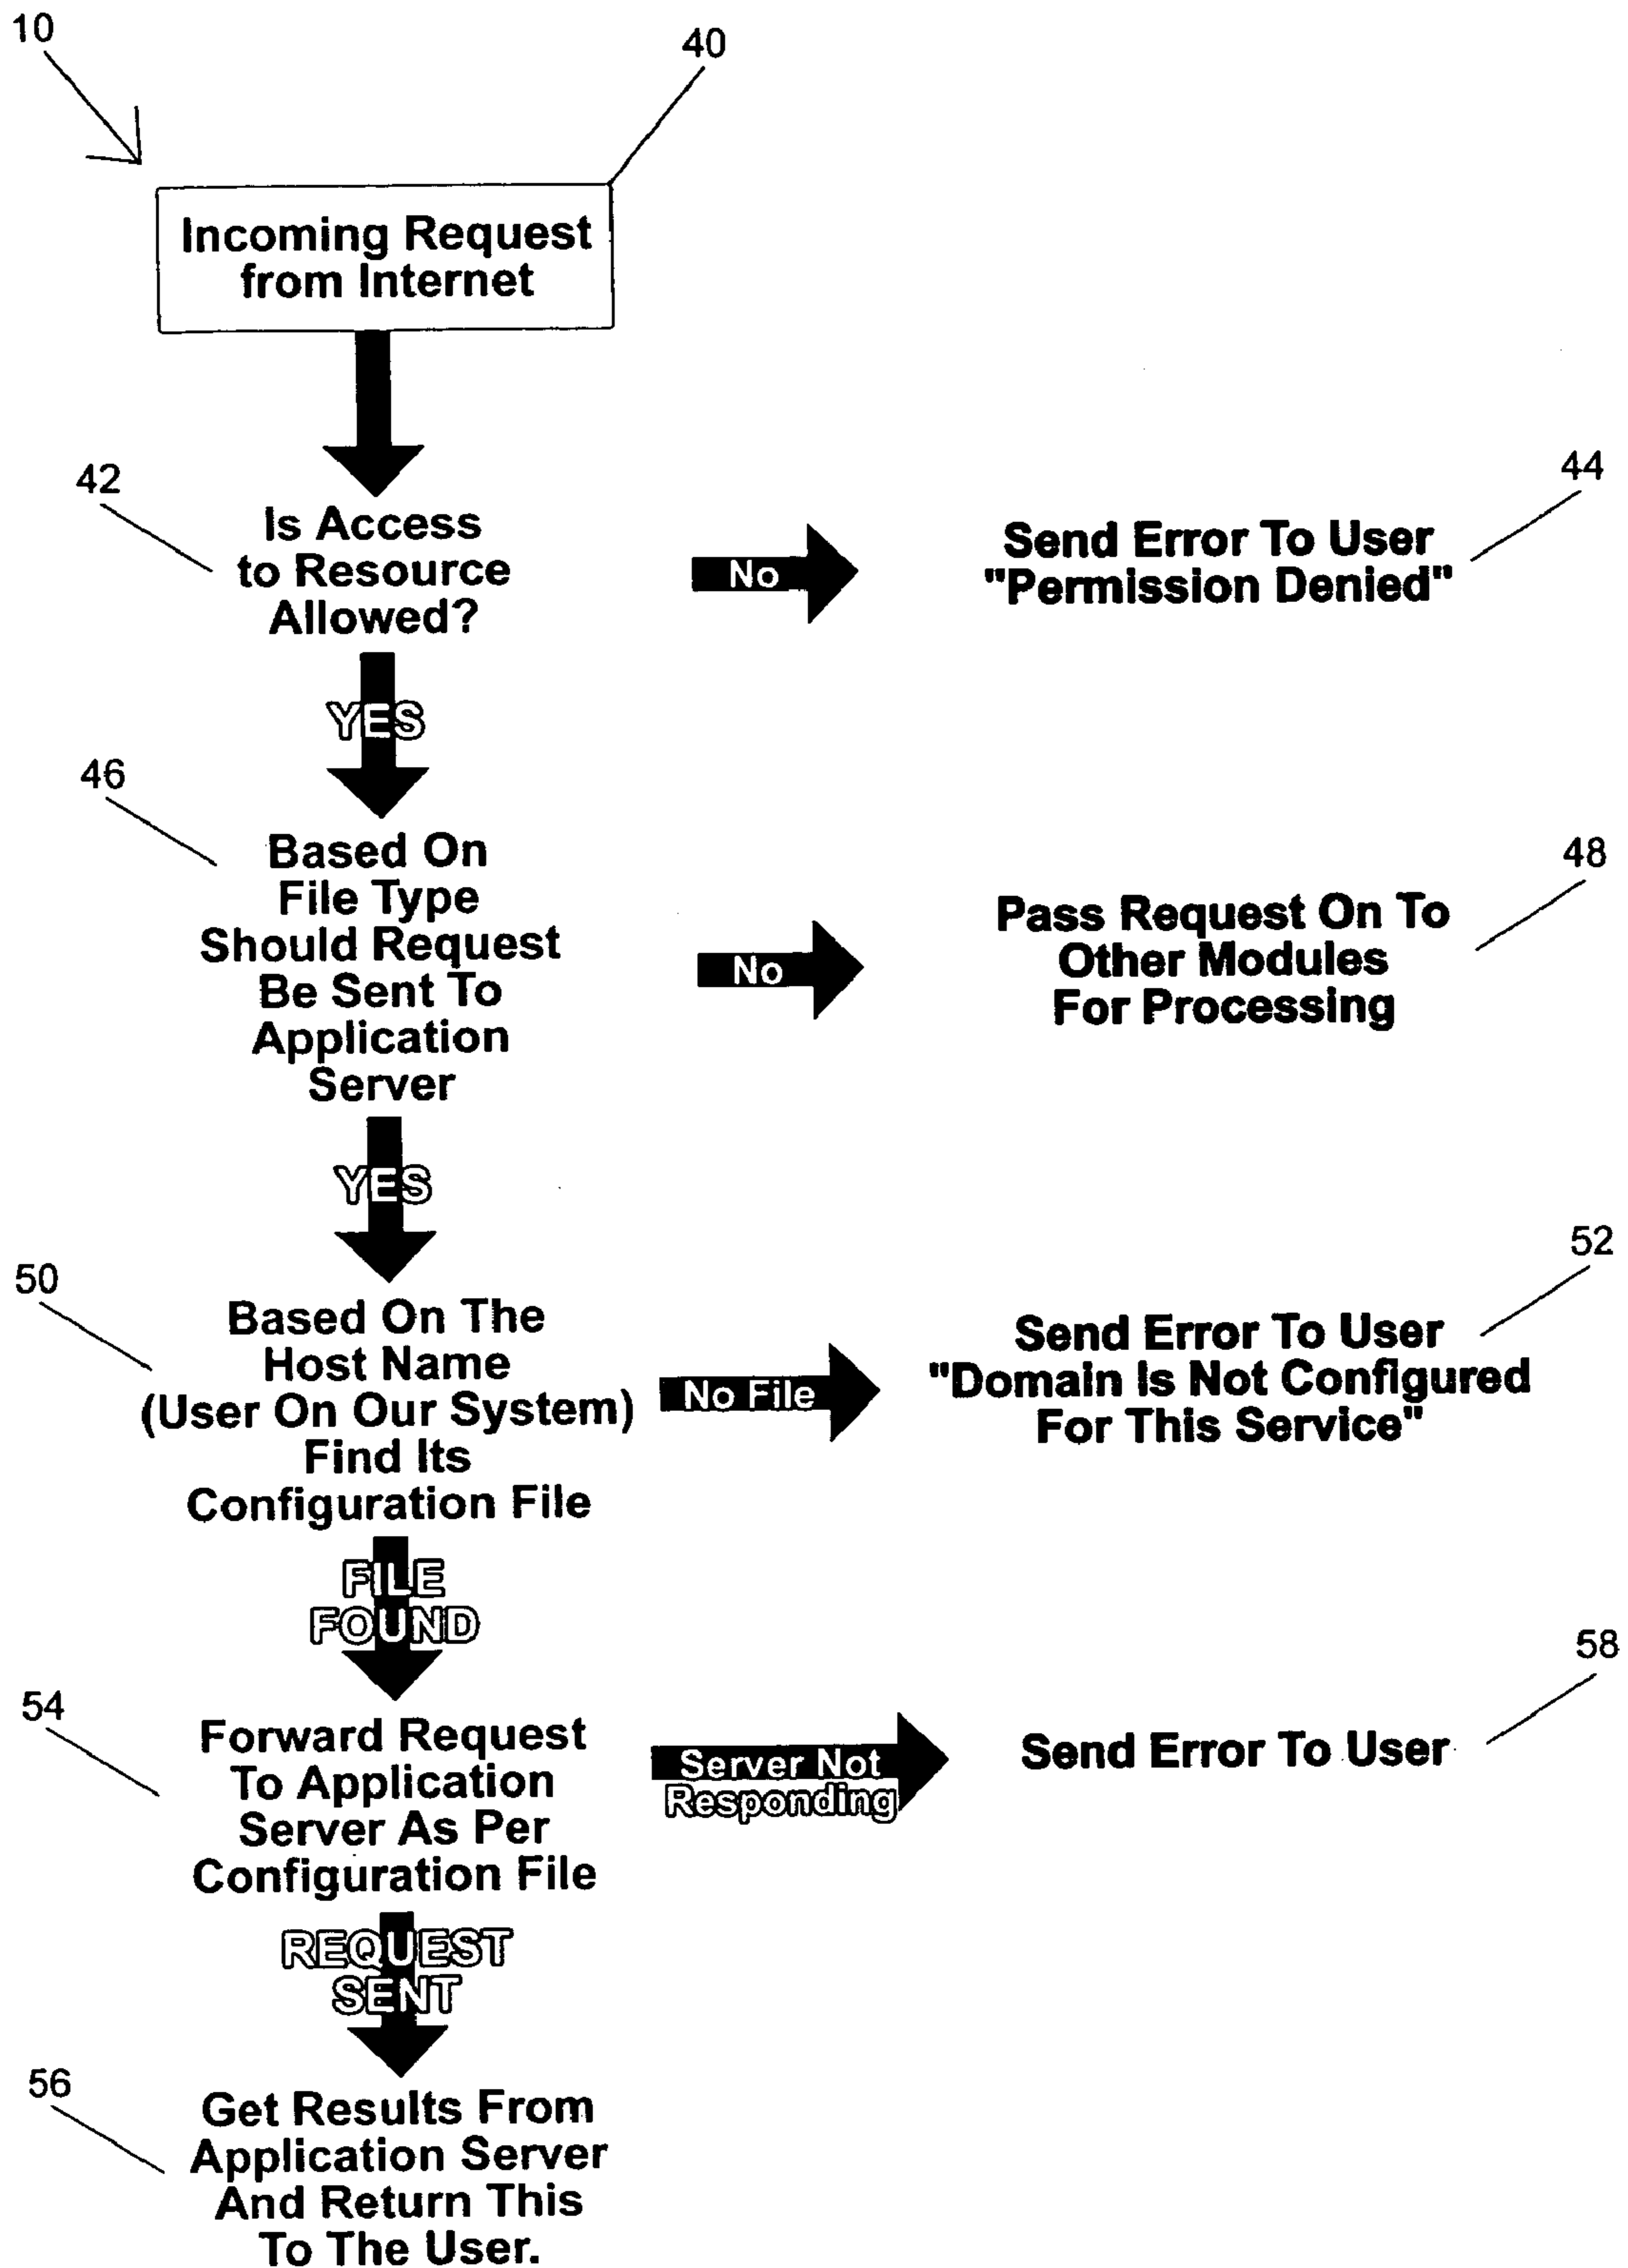 10
40
Incoming Request
from Internet
42
Is Access
to Resource
Allowed?
No
44
Send Error To User
"Permission Denied"
YES
46
Based On
File Type
Should Request
Be Sent To
Application
Server
No
48
Pass Request On To
Other Modules
For Processing
YES
50
Based On The
Host Name
(User On Our System)
Find Its
Configuration File
No File
52
Send Error To User
"Domain Is Not Configured
For This Service"
FILE
FOUND
54
Forward Request
To Application
Server As Per
Configuration File
Server Not
Responding
58
Send Error To User
REQUEST
SENT
56
Get Results From
Application Server
And Return This
To The User.